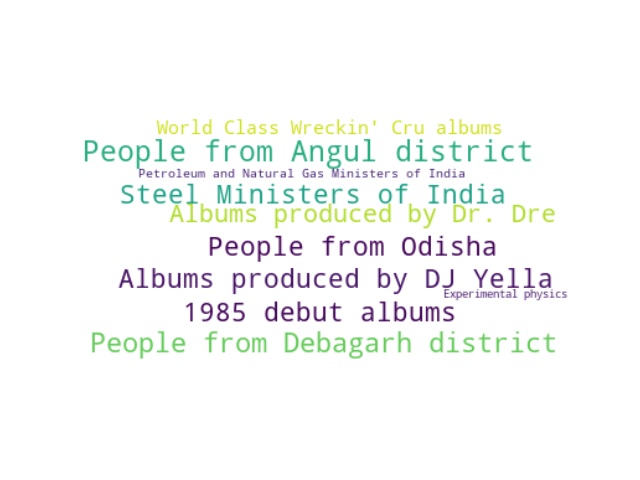 World Class Wreckin' Cru albums
People from Angul district
Petroleum and Natural Gas Ministers of India
Steel Ministers of India
Albums produced by Dr. Dre
People from Odisha
Albums produced by DJ Yella
Experimental physics
1985 debut albums
People from Debagarh district